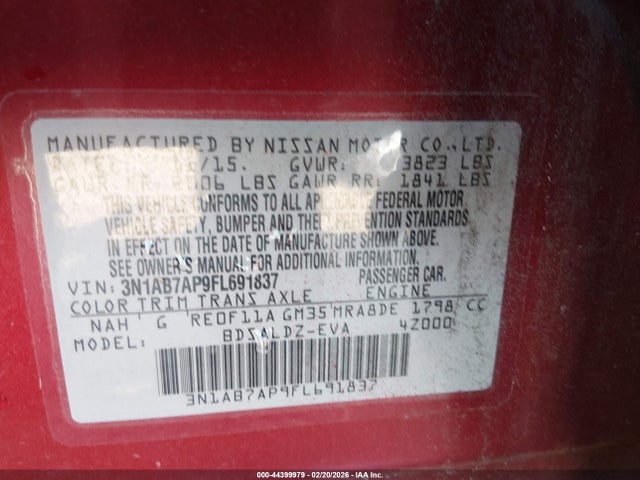 MANUFACTURED BY NISSAN MOTOR CO.,LTD.
/15. GVWR: 3823 LBS
GAWR FR: 2006 LBS GAWR RR: 1841 LBS
THIS VEHICLE CONFORMS TO ALL APPLICABLE FEDERAL MOTOR
VEHICLE SAFETY, BUMPER AND THEFT PREVENTION STANDARDS
IN EFFECT ON THE DATE OF MANUFACTURE SHOWN ABOVE.
SEE OWNER'S MANUAL FOR ADDITIONAL INFORMATION.
VIN: 3N1AB7AP9FL691837 PASSENGER CAR.
COLOR TRIM TRANS AXLE ENGINE
NAH G RE0F11A GM35 MRA8DE 1798 CC
MODEL: BDSALDZ-EVA 4Z000
3N1AB7AP9FL691837
000-44399979 - 02/20/2026 - IAA Inc.